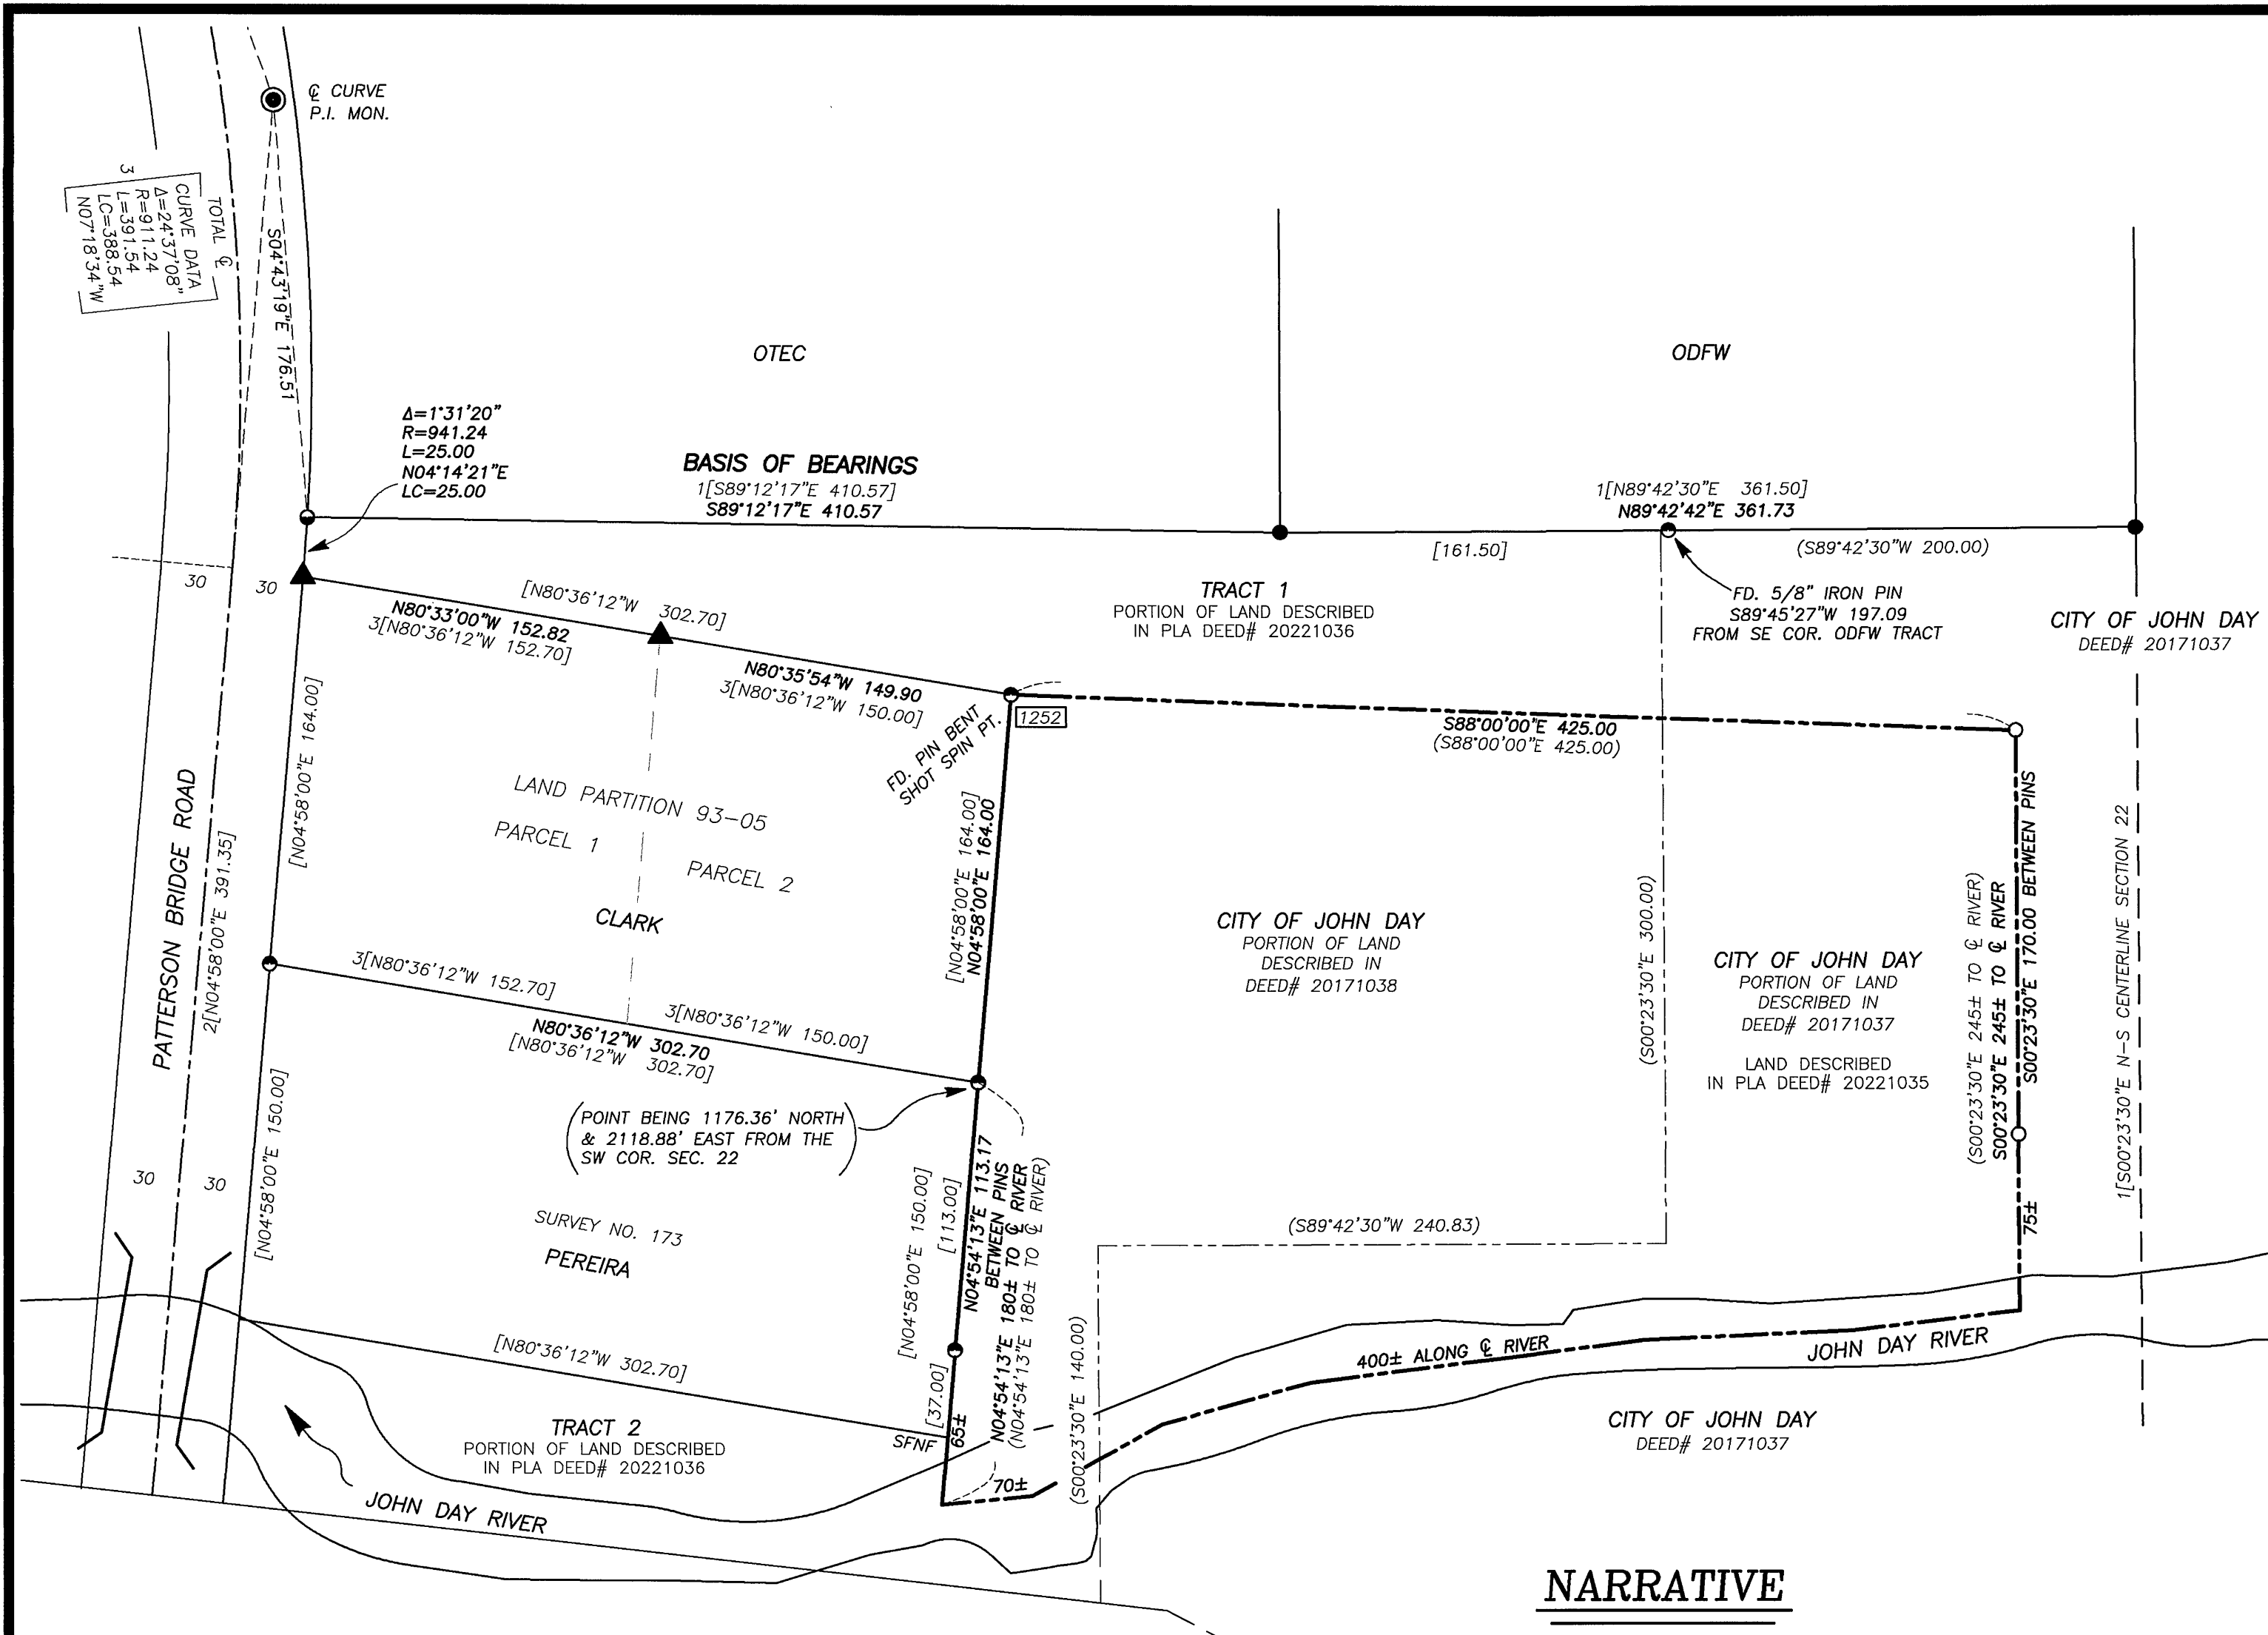 ℄ CURVE
P.I. MON.
TOTAL ℄
CURVE DATA
Δ=24°37'08"
R=911.24
3
L=391.54
LC=388.54
N07°18'34"W
S04°43'19"E 176.51
OTEC
ODFW
Δ=1°31'20"
R=941.24
L=25.00
N04°14'21"E
LC=25.00
BASIS OF BEARINGS
1[S89°12'17"E 410.57]
S89°12'17"E 410.57
1[N89°42'30"E 361.50]
N89°42'42"E 361.73
[161.50]
(S89°42'30"W 200.00)
30
30
[N80°36'12"W 302.70]
N80°33'00"W 152.82
3[N80°36'12"W 152.70]
N80°35'54"W 149.90
3[N80°36'12"W 150.00]
TRACT 1
PORTION OF LAND DESCRIBED
IN PLA DEED# 20221036
FD. 5/8" IRON PIN
S89°45'27"W 197.09
FROM SE COR. ODFW TRACT
CITY OF JOHN DAY
DEED# 20171037
FD. PIN BENT
SHOT SPIN PT.
1252
S88°00'00"E 425.00
(S88°00'00"E 425.00)
[N04°58'00"E 164.00]
PATTERSON BRIDGE ROAD
2[N04°58'00"E 391.35]
LAND PARTITION 93-05
PARCEL 1
PARCEL 2
CLARK
[N04°58'00"E 164.00]
N04°58'00"E 164.00
CITY OF JOHN DAY
PORTION OF LAND
DESCRIBED IN
DEED# 20171038
(S00°23'30"E 300.00)
CITY OF JOHN DAY
PORTION OF LAND
DESCRIBED IN
DEED# 20171037
LAND DESCRIBED
IN PLA DEED# 20221035
(S00°23'30"E 245± TO ℄ RIVER)
S00°23'30"E 245± TO ℄ RIVER
S00°23'30"E 170.00 BETWEEN PINS
75±
1[S00°23'30"E N-S CENTERLINE SECTION 22
3[N80°36'12"W 152.70]
3[N80°36'12"W 150.00]
N80°36'12"W 302.70
[N80°36'12"W 302.70]
(POINT BEING 1176.36' NORTH
& 2118.88' EAST FROM THE
SW COR. SEC. 22)
[N04°58'00"E 150.00]
30
30
SURVEY NO. 173
PEREIRA
[N04°58'00"E 150.00]
[113.00]
N04°54'13"E 113.17
BETWEEN PINS
N04°54'13"E 180± TO ℄ RIVER
(N04°54'13"E 180± TO ℄ RIVER)
[37.00]
65±
(S89°42'30"W 240.83)
(S00°23'30"E 140.00)
[N80°36'12"W 302.70]
SFNF
70±
400± ALONG ℄ RIVER
JOHN DAY RIVER
TRACT 2
PORTION OF LAND DESCRIBED
IN PLA DEED# 20221036
JOHN DAY RIVER
CITY OF JOHN DAY
DEED# 20171037
NARRATIVE